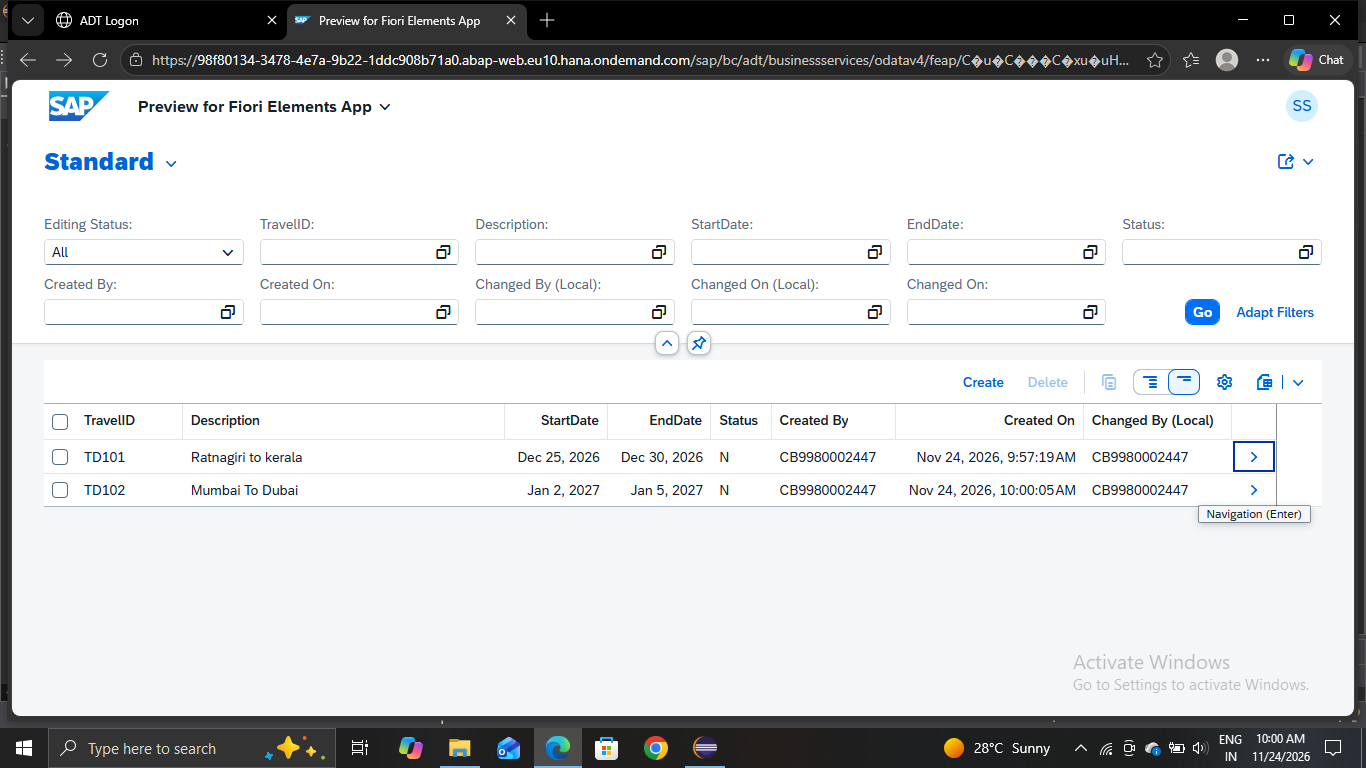 ADT Logon
Preview for Fiori Elements App
https://98f80134-3478-4e7a-9b22-1ddc908b71a0.abap-web.eu10.hana.ondemand.com/sap/bc/adt/businessservices/odatav4/feap/C�u�C���C�xu�uH...
Chat
SAP
Preview for Fiori Elements App
SS
Standard
Editing Status: TravelID: Description: StartDate: EndDate: Status:
All
Created By: Created On: Changed By (Local): Changed On (Local): Changed On:
Go Adapt Filters
Create Delete
TravelID Description StartDate EndDate Status Created By Created On Changed By (Local)
TD101 Ratnagiri to kerala Dec 25, 2026 Dec 30, 2026 N CB9980002447 Nov 24, 2026, 9:57:19 AM CB9980002447
TD102 Mumbai To Dubai Jan 2, 2027 Jan 5, 2027 N CB9980002447 Nov 24, 2026, 10:00:05 AM CB9980002447
Navigation (Enter)
Activate Windows
Go to Settings to activate Windows.
Type here to search
28°C Sunny
ENG
IN
10:00 AM
11/24/2026